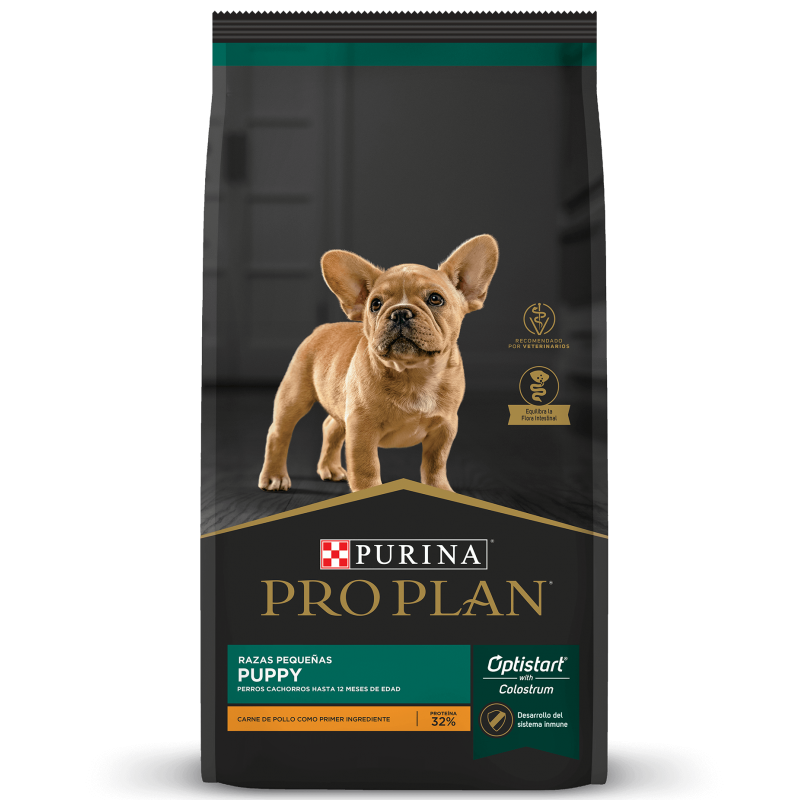 RECOMENDADO
POR VETERINARIOS
Equilibra la
Flora Intestinal
PURINA®
PRO PLAN®
RAZAS PEQUEÑAS
PUPPY
PERROS CACHORROS HASTA 12 MESES DE EDAD
CARNE DE POLLO COMO PRIMER INGREDIENTE
PROTEÍNA
32%
Optistart®
with
Colostrum
Desarrollo del
sistema inmune